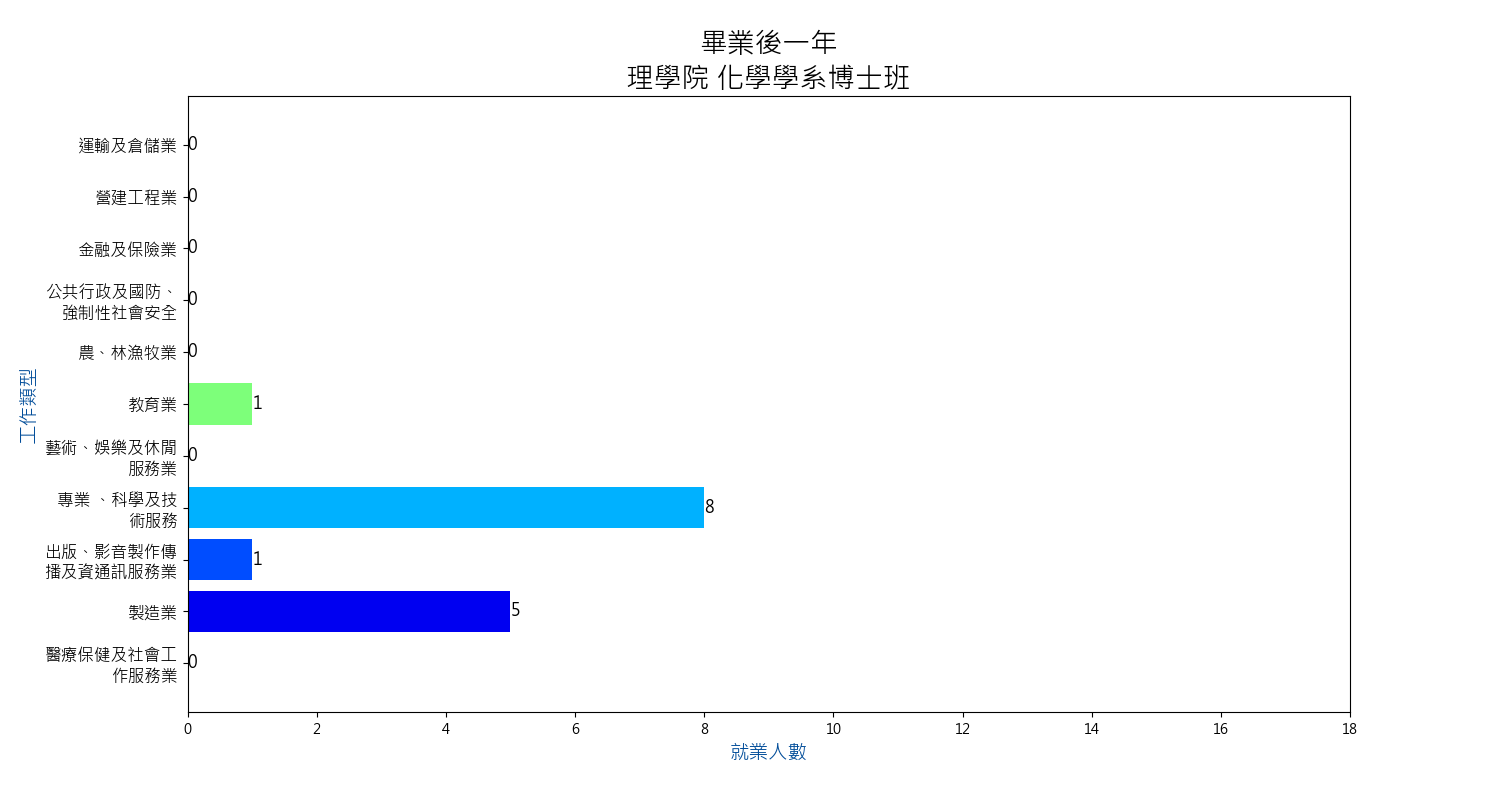 畢業後一年
理學院 化學學系博士班
運輸及倉儲業
0
營建工程業
0
金融及保險業
0
公共行政及國防、
強制性社會安全
0
農、林漁牧業
0
教育業
1
藝術、娛樂及休閒
服務業
0
專業 、科學及技
術服務
8
出版、影音製作傳
播及資通訊服務業
1
製造業
5
醫療保健及社會工
作服務業
0
工作類型
0 2 4 6 8 10 12 14 16 18
就業人數